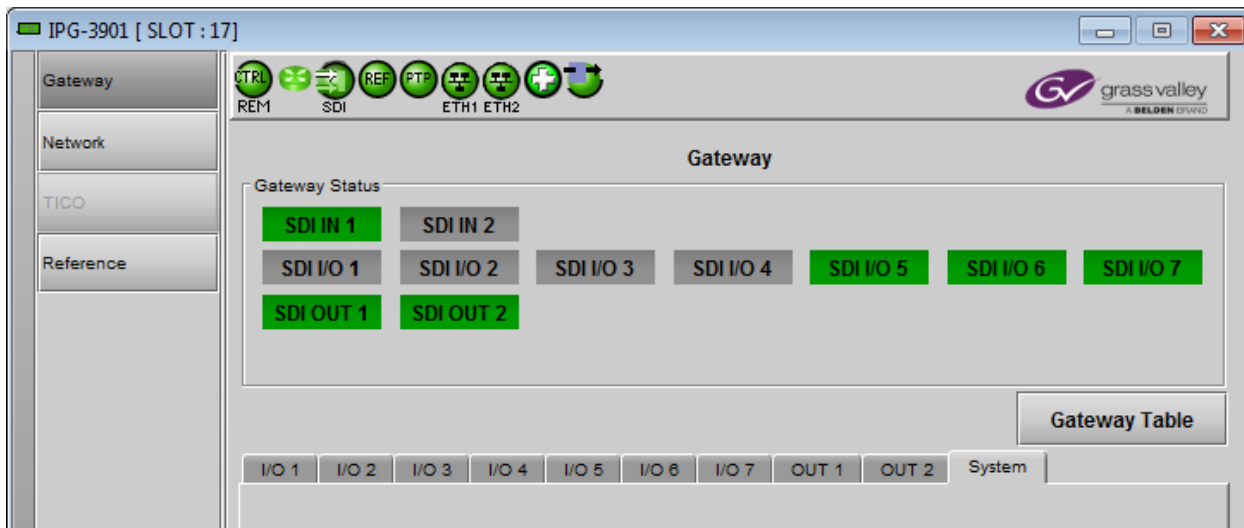 IPG-3901 [ SLOT : 17]
Gateway
Network
TICO
Reference
CTRL REF PTP
REM SDI ETH1 ETH2
GV grass valley
A BELDEN BRAND
Gateway
Gateway Status
SDI IN 1 SDI IN 2
SDI I/O 1 SDI I/O 2 SDI I/O 3 SDI I/O 4 SDI I/O 5 SDI I/O 6 SDI I/O 7
SDI OUT 1 SDI OUT 2
Gateway Table
I/O 1 I/O 2 I/O 3 I/O 4 I/O 5 I/O 6 I/O 7 OUT 1 OUT 2 System